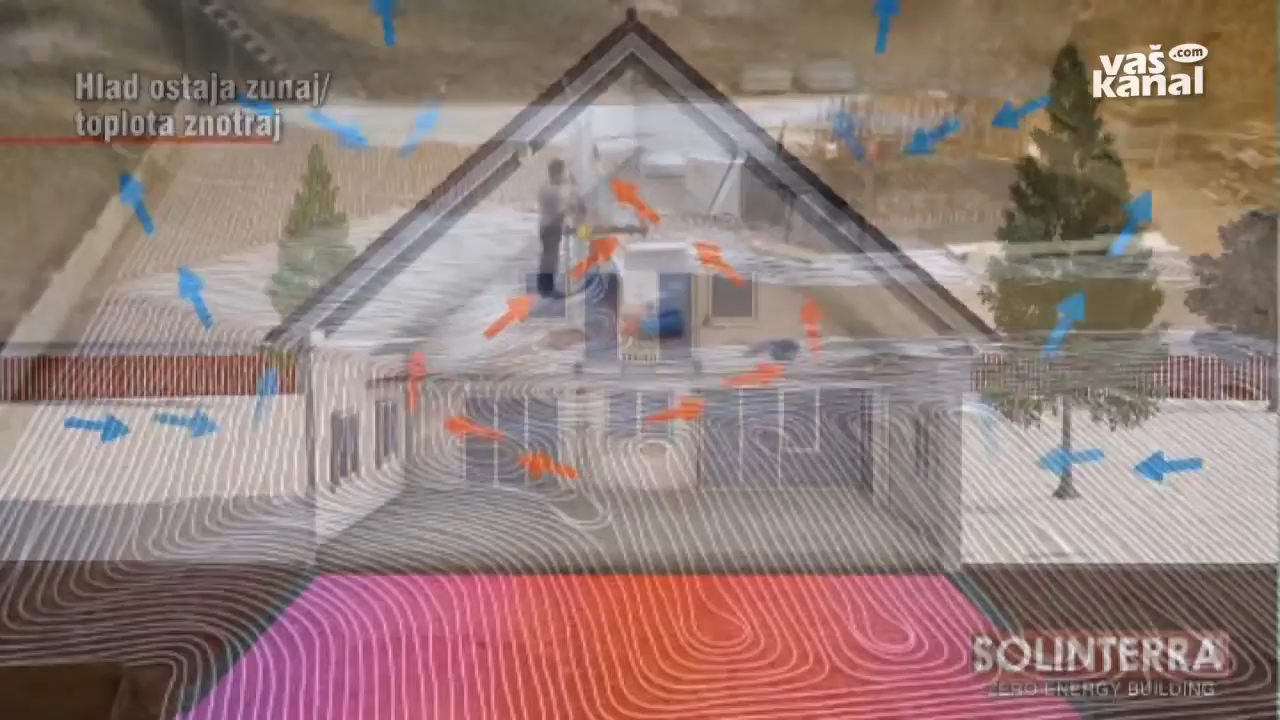 Hlad ostaja zunaj/
toplota znotraj
vaš
kanal
.com
SOLINTERRA
ZERO ENERGY BUILDING